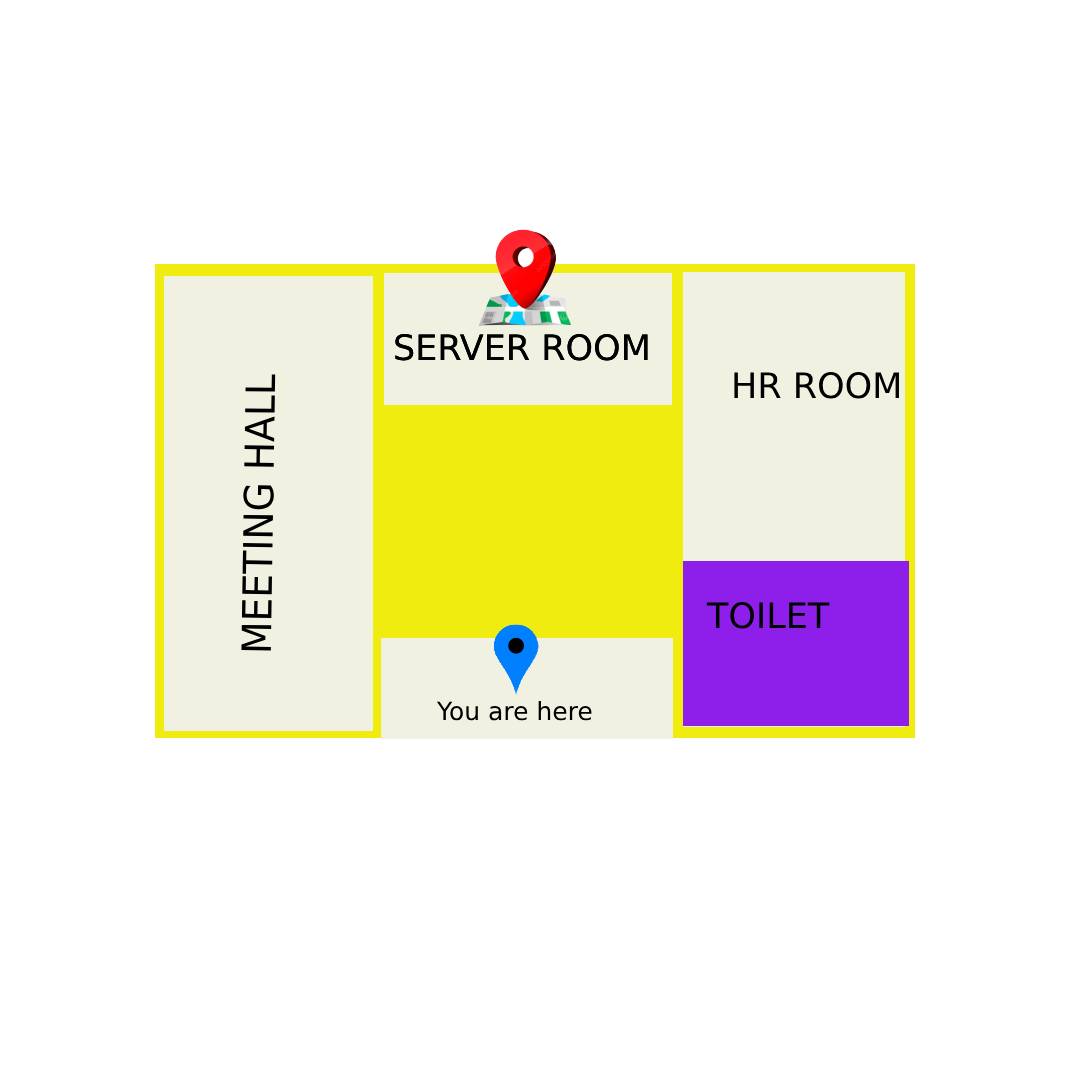 SERVER ROOM
HR ROOM
MEETING HALL
TOILET
You are here